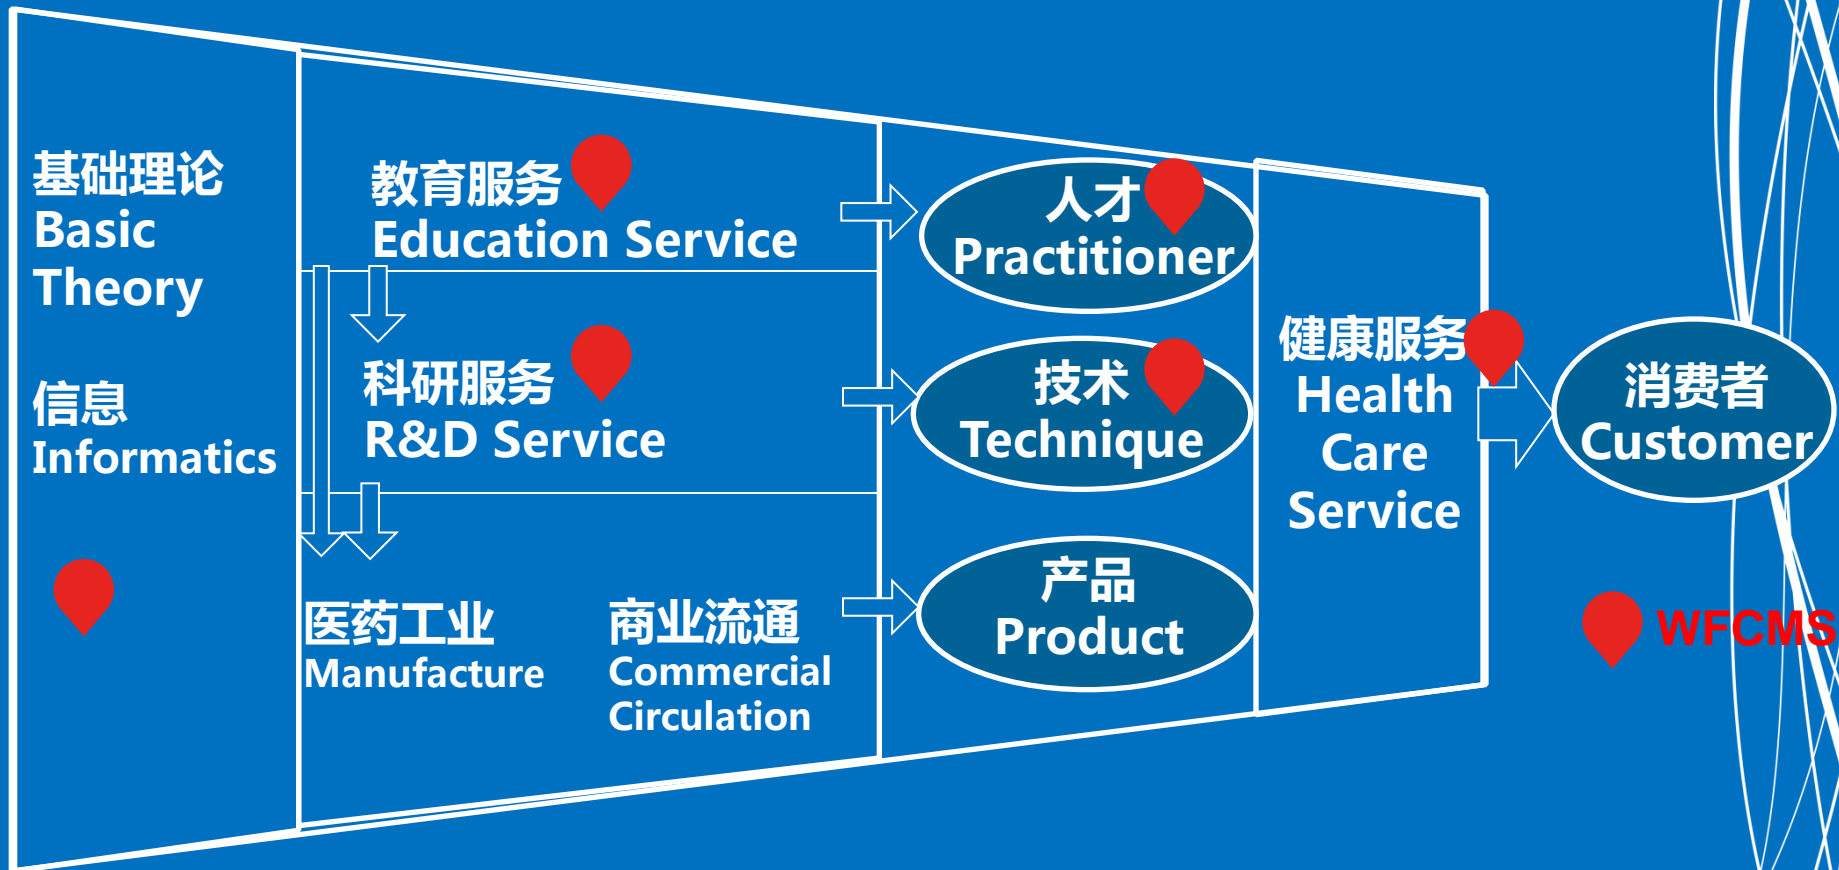 基础理论
Basic
Theory
信息
Informatics
教育服务
Education Service
科研服务
R&D Service
医药工业
Manufacture
商业流通
Commercial
Circulation
人才
Practitioner
技术
Technique
产品
Product
健康服务
Health
Care
Service
消费者
Customer
WFCMS